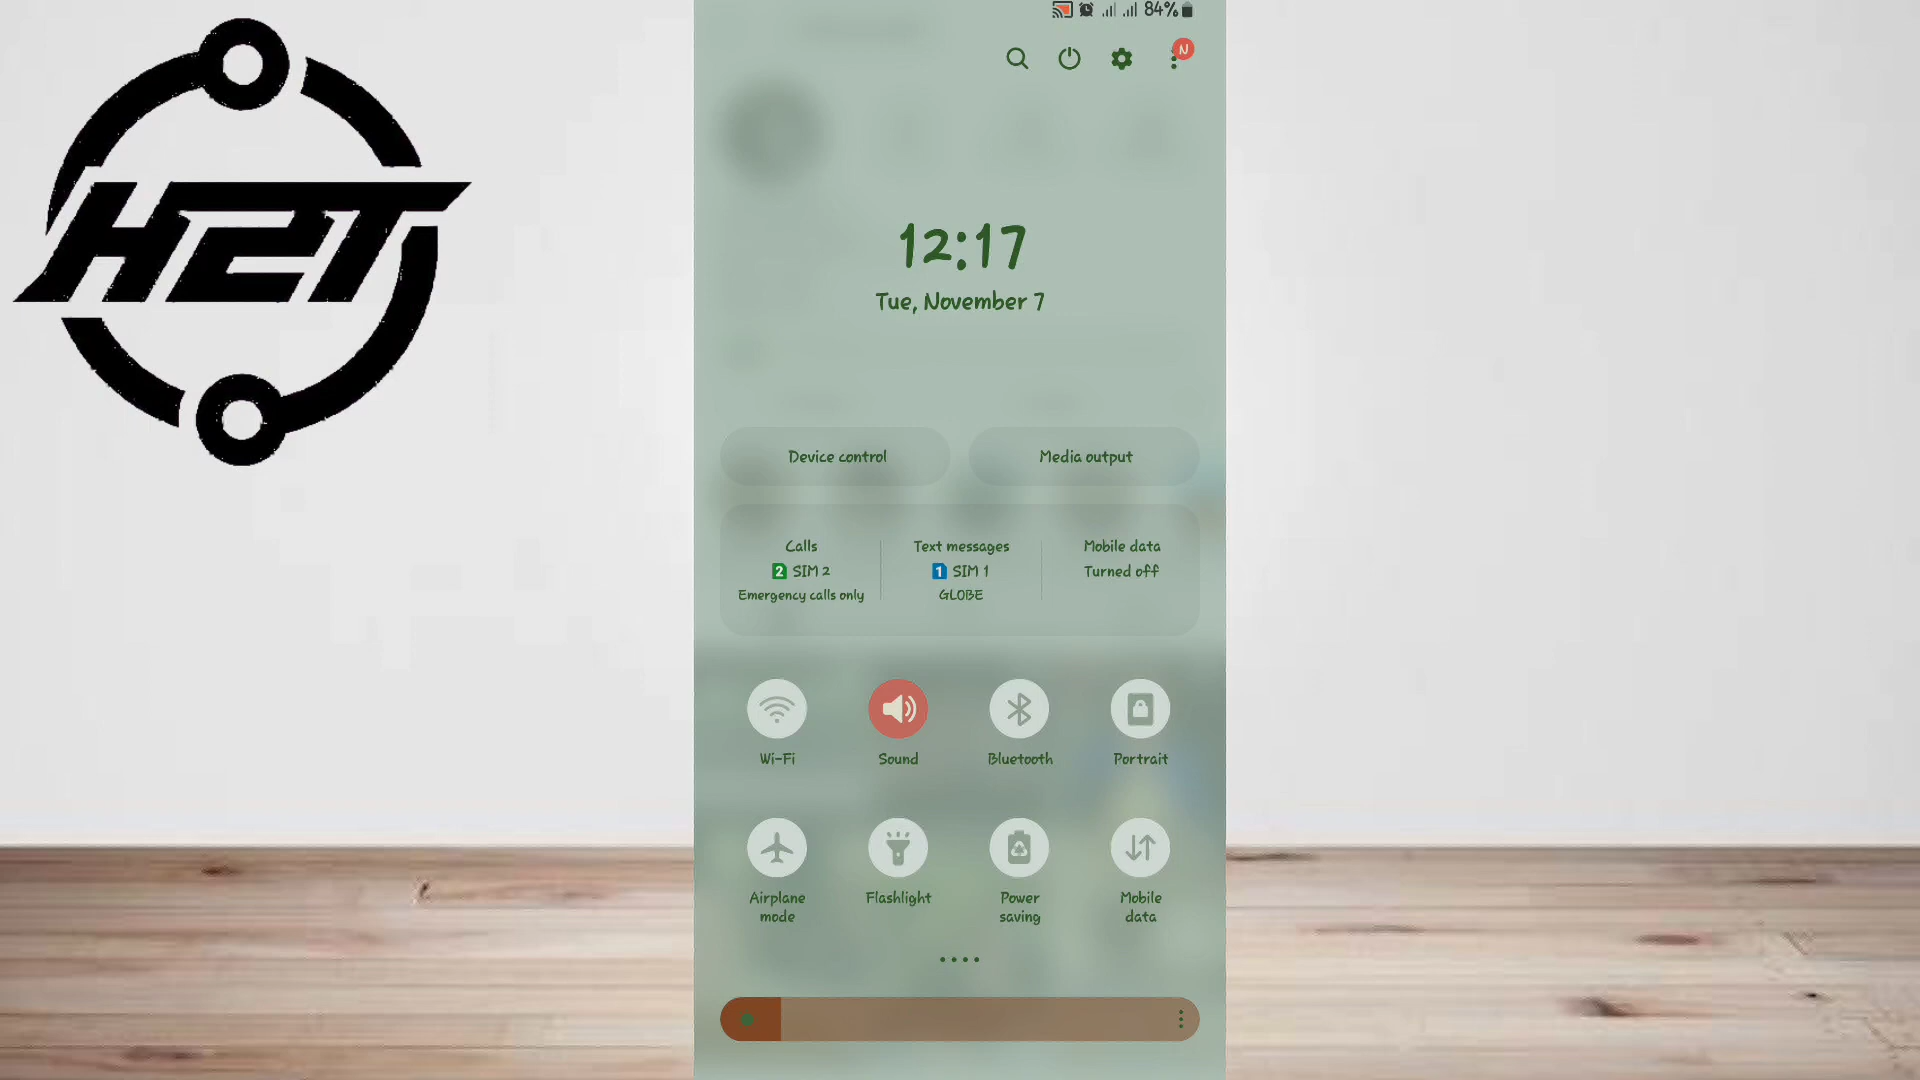 H2T
84%
N
12:17
Tue, November 7
Device control
Media output
Calls
2 SIM 2
Emergency calls only
Text messages
1 SIM 1
GLOBE
Mobile data
Turned off
Wi-Fi
Sound
Bluetooth
Portrait
Airplane
mode
Flashlight
Power
saving
Mobile
data